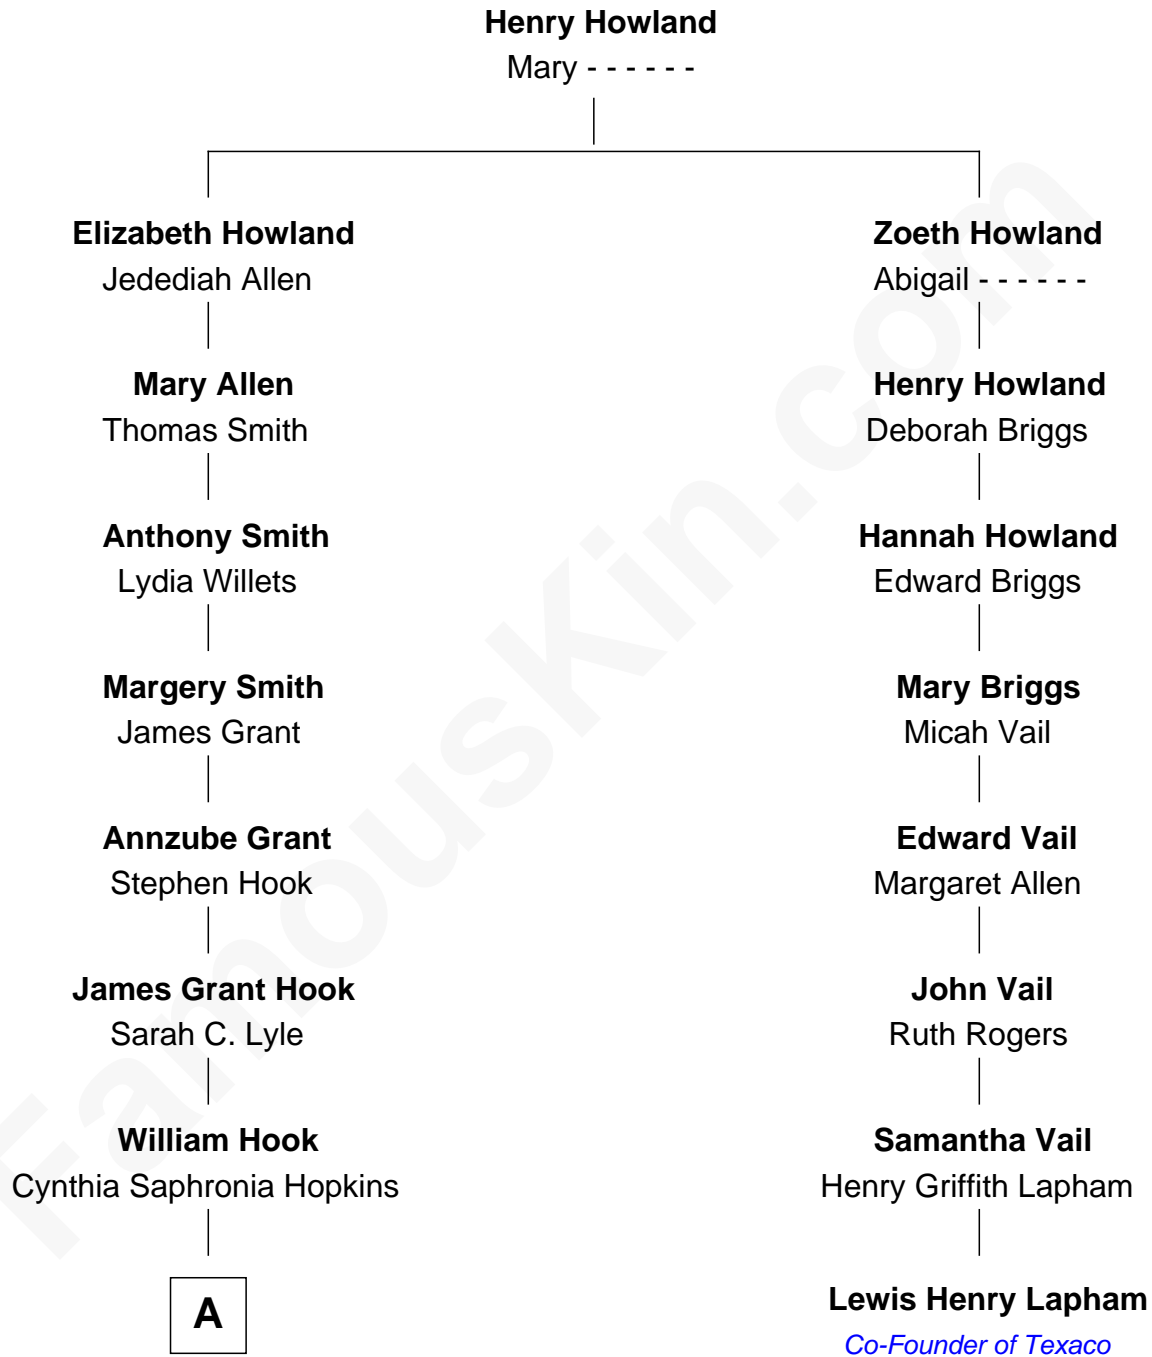 Henry Howland
Mary - - - - - -
Elizabeth Howland
Jedediah Allen
Mary Allen
Thomas Smith
Anthony Smith
Lydia Willets
Margery Smith
James Grant
Annzube Grant
Stephen Hook
James Grant Hook
Sarah C. Lyle
William Hook
Cynthia Saphronia Hopkins
A
Zoeth Howland
Abigail - - - - - -
Henry Howland
Deborah Briggs
Hannah Howland
Edward Briggs
Mary Briggs
Micah Vail
Edward Vail
Margaret Allen
John Vail
Ruth Rogers
Samantha Vail
Henry Griffith Lapham
Lewis Henry Lapham
Co-Founder of Texaco
FamousKin.com